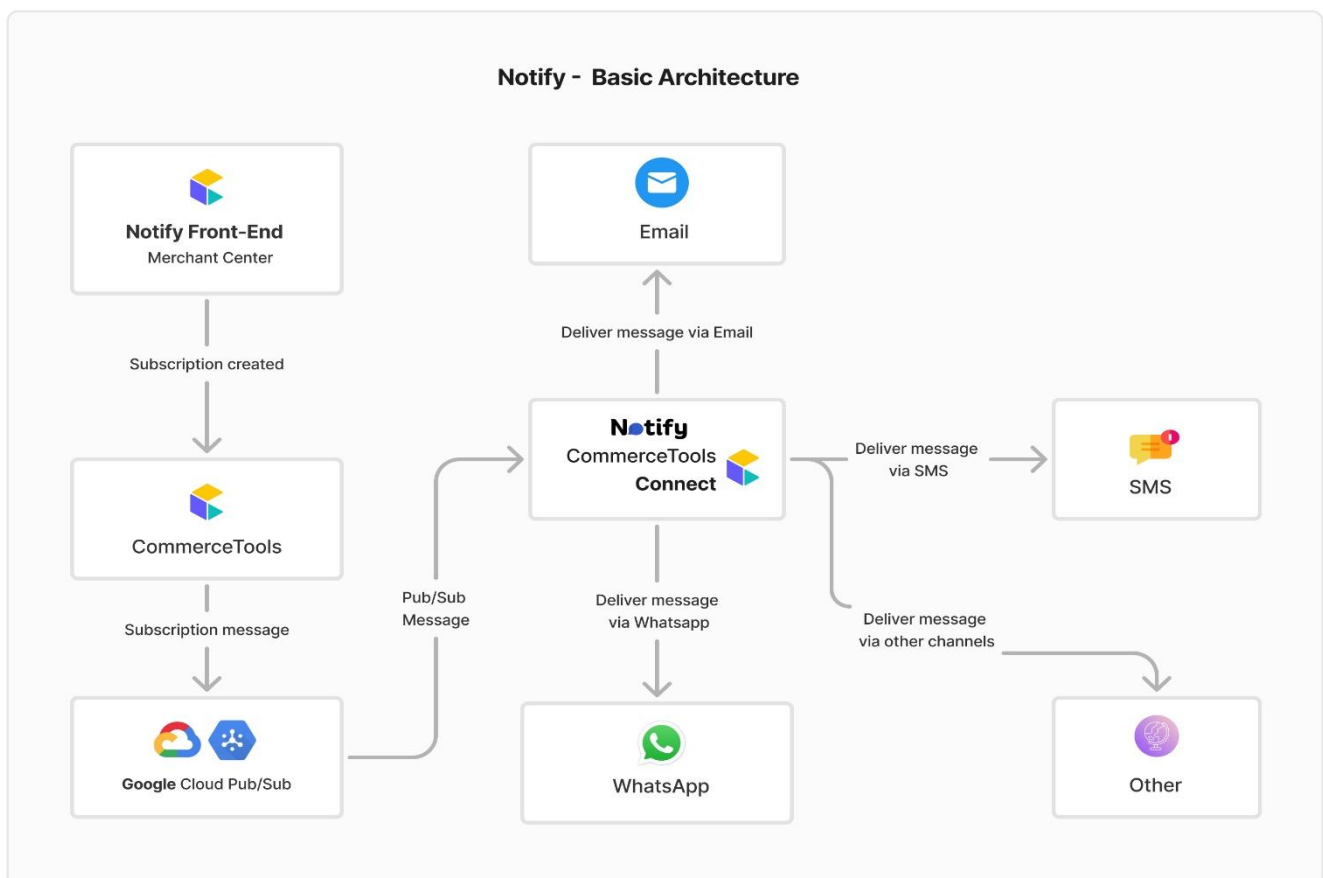 Notify - Basic Architecture
Notify Front-End
Merchant Center
Subscription created
CommerceTools
Subscription message
Google Cloud Pub/Sub
Pub/Sub
Message
Email
Deliver message via Email
Notify
CommerceTools
Connect
Deliver message
via Whatsapp
WhatsApp
Deliver message
via SMS
SMS
Deliver message
via other channels
Other